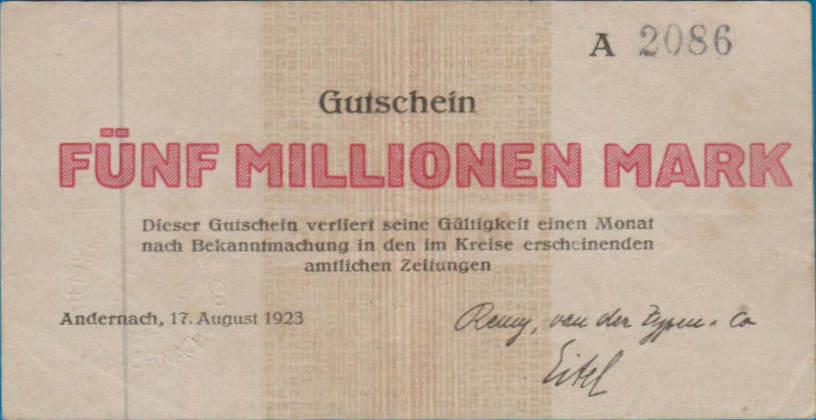 A 2086
Gutschein
FÜNF MILLIONEN MARK
Dieser Gutschein verliert seine Gültigkeit einen Monat
nach Bekanntmachung in den im Kreise erscheinenden
amtlichen Zeitungen
Andernach, 17. August 1923
Remy, van der Zypen & Co
Eitel